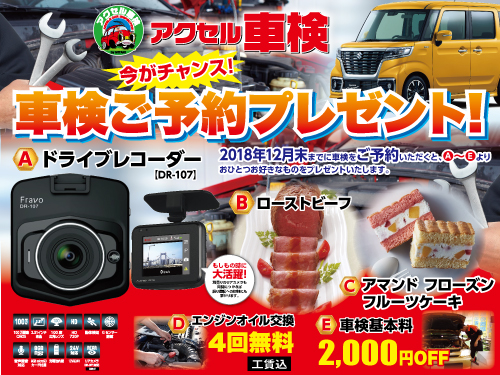 アクセル車検
アクセル車検
今がチャンス!
車検ご予約プレゼント!
A ドライブレコーダー
[DR-107]
2018年12月末までに車検をご予約いただくと、A〜Eより
おひとつお好きなものをプレゼントいたします。
Fravo
DR-107
B ローストビーフ
もしもの時に
大活躍!
C アマンド フローズン
フルーツケーキ
D エンジンオイル交換
4回無料
工賃込
E 車検基本料
2,000円OFF